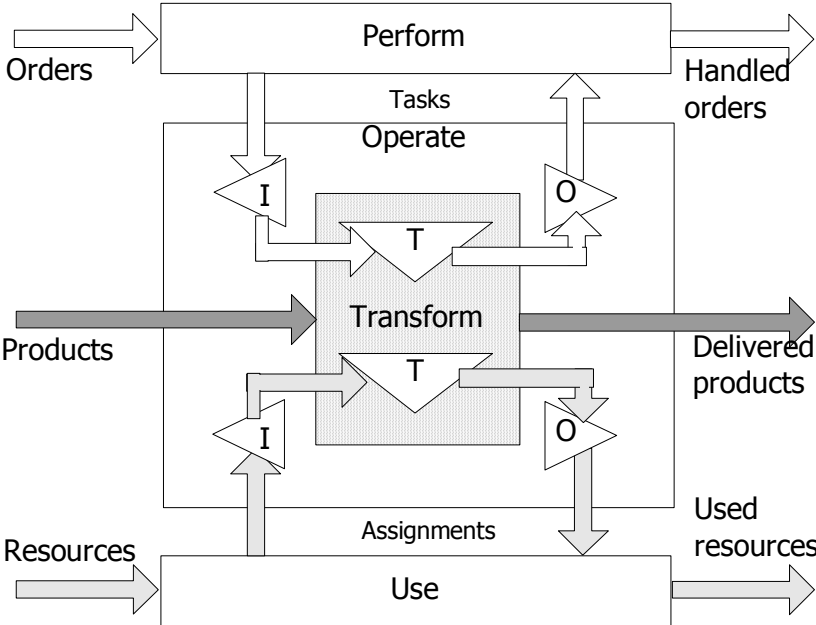 Perform
Orders
Handled
orders
Tasks
Operate
I
O
T
Transform
Products
Delivered
products
T
I
O
Assignments
Used
resources
Resources
Use